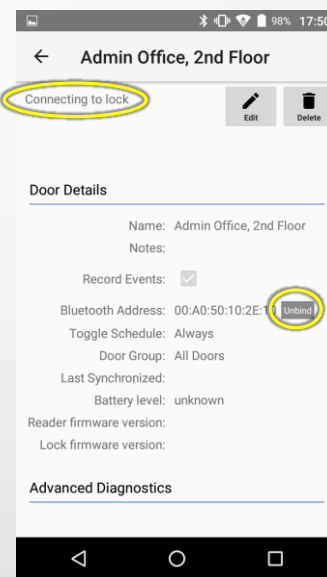 98% 17:50
Admin Office, 2nd Floor
Connecting to lock
Edit
Delete
Door Details
Name: Admin Office, 2nd Floor
Notes:
Record Events:
Bluetooth Address: 00:A0:50:10:2E:10 Unbind
Toggle Schedule: Always
Door Group: All Doors
Last Synchronized:
Battery level: unknown
Reader firmware version:
Lock firmware version:
Advanced Diagnostics